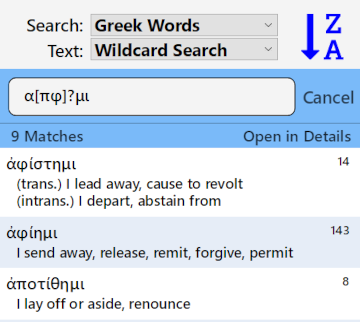 Search: Greek Words
Text: Wildcard Search
Z
A
α[πφ]?μι
Cancel
9 Matches Open in Details
ἀφίστημι 14
(trans.) I lead away, cause to revolt
(intrans.) I depart, abstain from
ἀφίημι 143
I send away, release, remit, forgive, permit
ἀποτίθημι 8
I lay off or aside, renounce